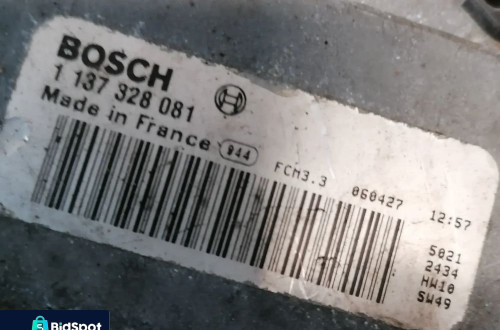 BOSCH
1 137 328 081
Made in France 944 FCM3.3 060427 12:57
5021
2434
HW10
SW49
BidSpot